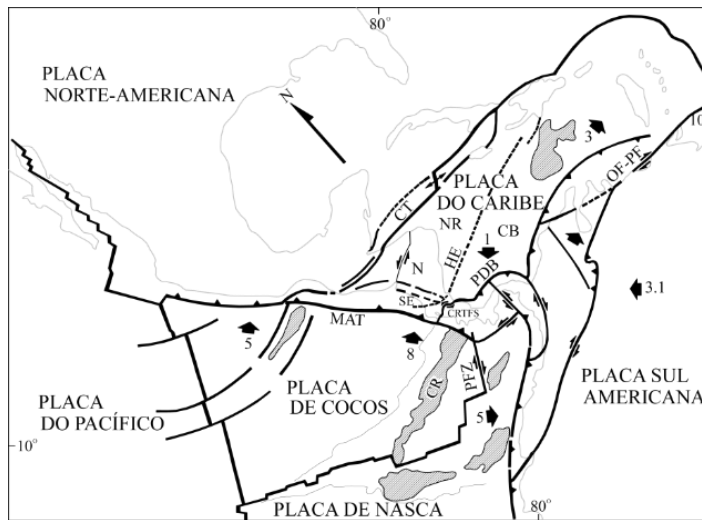 80°
PLACA
NORTE-AMERICANA
N
10
3
OF-PF
PLACA
DO CARIBE
CT
NR
CB
HE
1
PDB
N
SE
CRTFS
3.1
MAT
5
8
PFZ
CR
PLACA SUL
AMERICANA
PLACA
DO PACÍFICO
PLACA
DE COCOS
5
10°
PLACA DE NASCA
80°